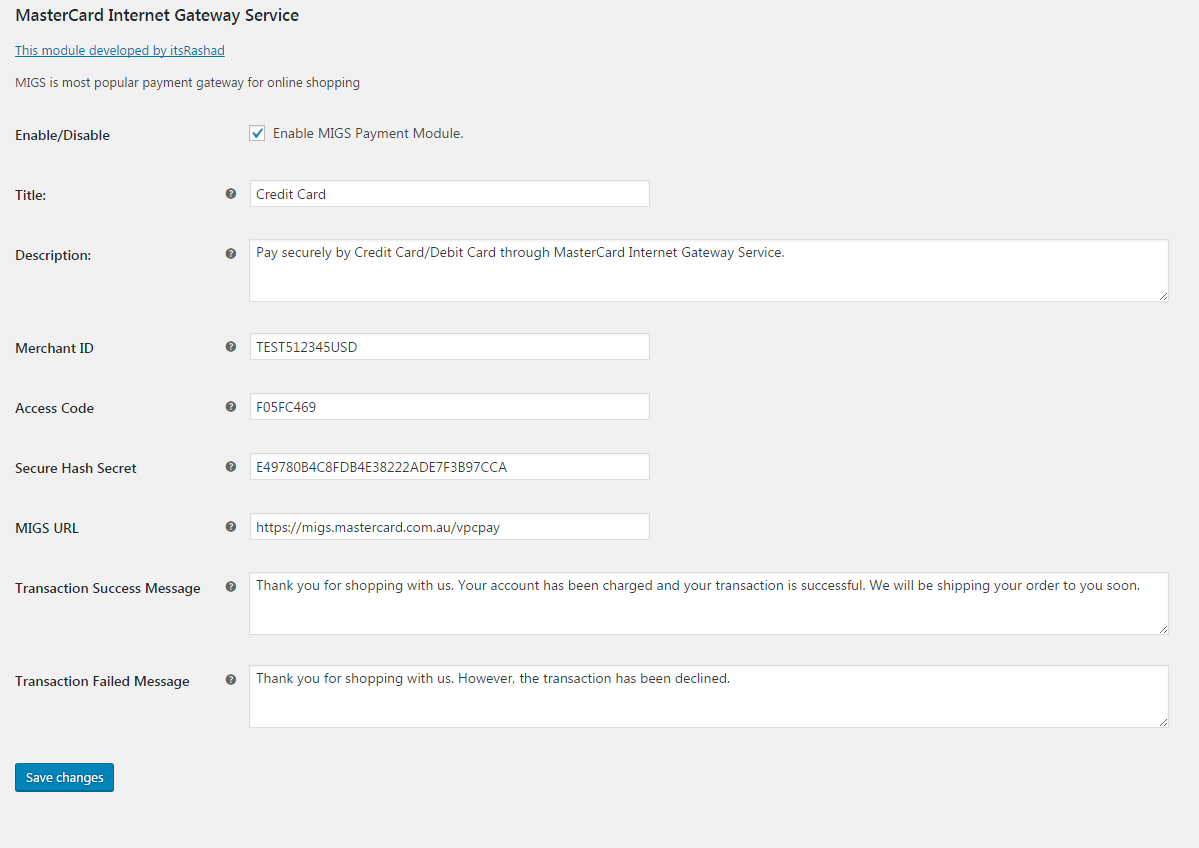 MasterCard Internet Gateway Service
This module developed by itsRashad
MIGS is most popular payment gateway for online shopping
Enable/Disable
Enable MIGS Payment Module.
Title:
Credit Card
Description:
Pay securely by Credit Card/Debit Card through MasterCard Internet Gateway Service.
Merchant ID
TEST512345USD
Access Code
F05FC469
Secure Hash Secret
E49780B4C8FDB4E38222ADE7F3B97CCA
MIGS URL
https://migs.mastercard.com.au/vpcpay
Transaction Success Message
Thank you for shopping with us. Your account has been charged and your transaction is successful. We will be shipping your order to you soon.
Transaction Failed Message
Thank you for shopping with us. However, the transaction has been declined.
Save changes